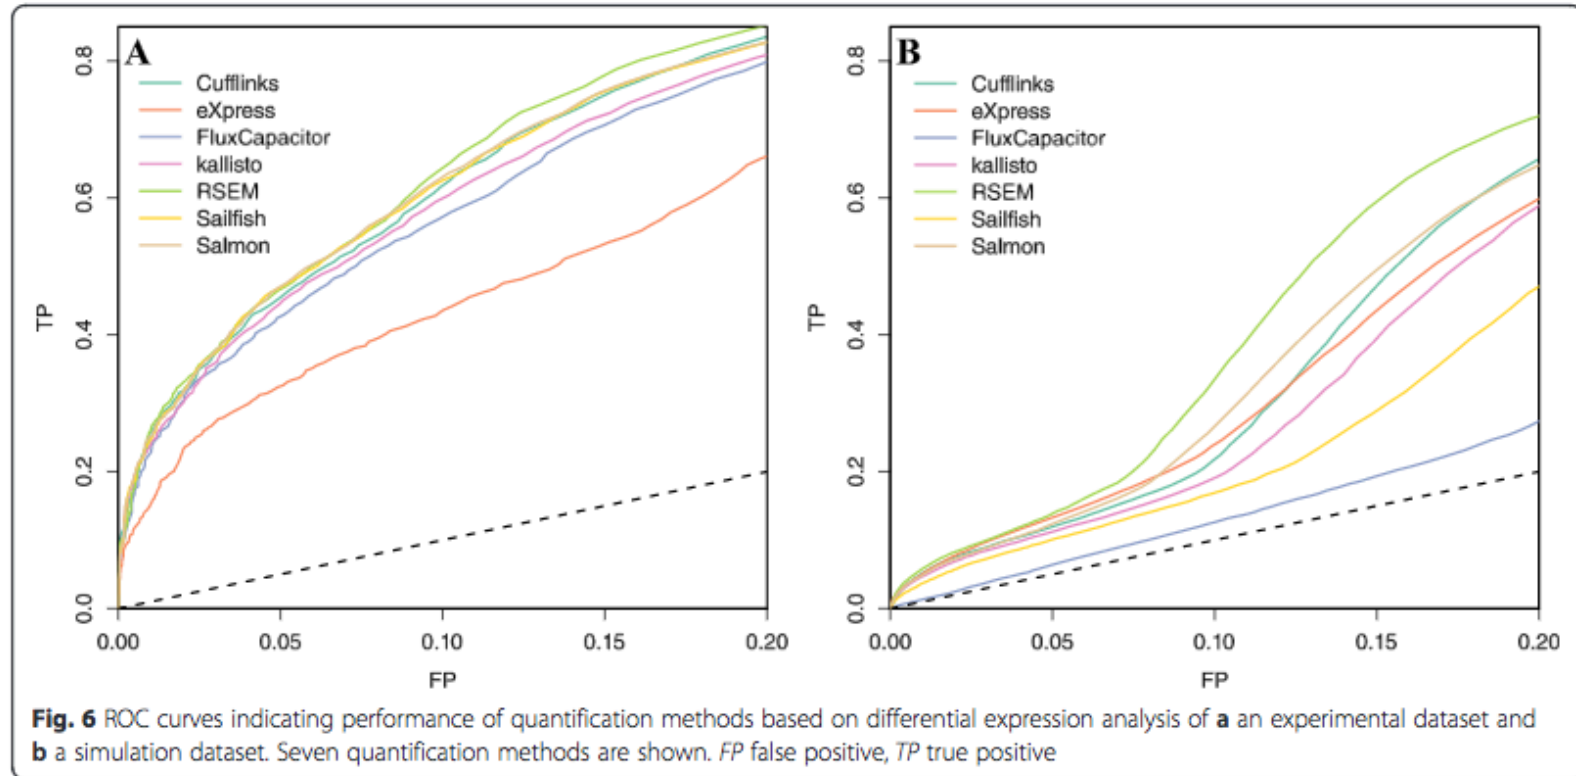 A
Cufflinks
eXpress
FluxCapacitor
kallisto
RSEM
Sailfish
Salmon
TP
0.0
0.2
0.4
0.6
0.8
0.00
0.05
0.10
0.15
0.20
FP
B
Cufflinks
eXpress
FluxCapacitor
kallisto
RSEM
Sailfish
Salmon
TP
0.0
0.2
0.4
0.6
0.8
0.00
0.05
0.10
0.15
0.20
FP
Fig. 6 ROC curves indicating performance of quantification methods based on differential expression analysis of a an experimental dataset and
b a simulation dataset. Seven quantification methods are shown. FP false positive, TP true positive